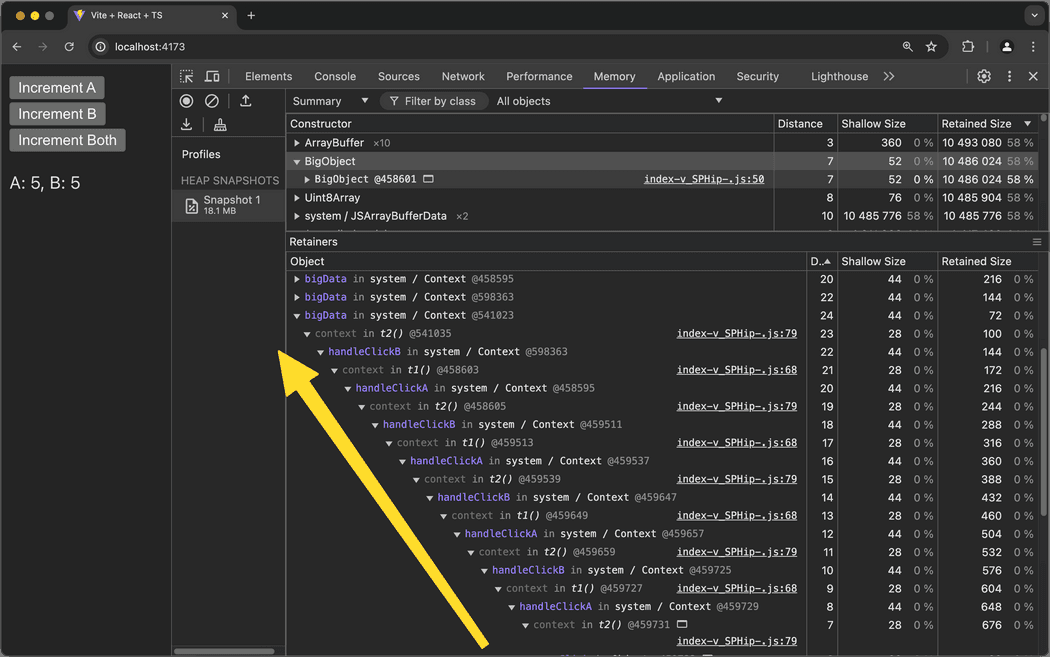 Vite + React + TS
localhost:4173
Elements Console Sources Network Performance Memory Application Security Lighthouse
Increment A
Increment B
Increment Both
A: 5, B: 5
Profiles
HEAP SNAPSHOTS
Snapshot 1
18.1 MB
Summary Filter by class All objects
Constructor Distance Shallow Size Retained Size
ArrayBuffer ×10 3 360 0 % 10 493 080 58 %
BigObject 7 52 0 % 10 486 024 58 %
BigObject @458601 index-v_SPHip-.js:50 7 52 0 % 10 486 024 58 %
Uint8Array 8 76 0 % 10 485 904 58 %
system / JSArrayBufferData ×2 10 10 485 776 58 % 10 485 776 58 %
Retainers
Object D.. Shallow Size Retained Size
bigData in system / Context @458595 20 44 0 % 216 0 %
bigData in system / Context @598363 22 44 0 % 144 0 %
bigData in system / Context @541023 24 44 0 % 72 0 %
context in t2() @541035 index-v_SPHip-.js:79 23 28 0 % 100 0 %
handleClickB in system / Context @598363 22 44 0 % 144 0 %
context in t1() @458603 index-v_SPHip-.js:68 21 28 0 % 172 0 %
handleClickA in system / Context @458595 20 44 0 % 216 0 %
context in t2() @458605 index-v_SPHip-.js:79 19 28 0 % 244 0 %
handleClickB in system / Context @459511 18 44 0 % 288 0 %
context in t1() @459513 index-v_SPHip-.js:68 17 28 0 % 316 0 %
handleClickA in system / Context @459537 16 44 0 % 360 0 %
context in t2() @459539 index-v_SPHip-.js:79 15 28 0 % 388 0 %
handleClickB in system / Context @459647 14 44 0 % 432 0 %
context in t1() @459649 index-v_SPHip-.js:68 13 28 0 % 460 0 %
handleClickA in system / Context @459657 12 44 0 % 504 0 %
context in t2() @459659 index-v_SPHip-.js:79 11 28 0 % 532 0 %
handleClickB in system / Context @459725 10 44 0 % 576 0 %
context in t1() @459727 index-v_SPHip-.js:68 9 28 0 % 604 0 %
handleClickA in system / Context @459729 8 44 0 % 648 0 %
context in t2() @459731 7 28 0 % 676 0 %
index-v_SPHip-.js:79